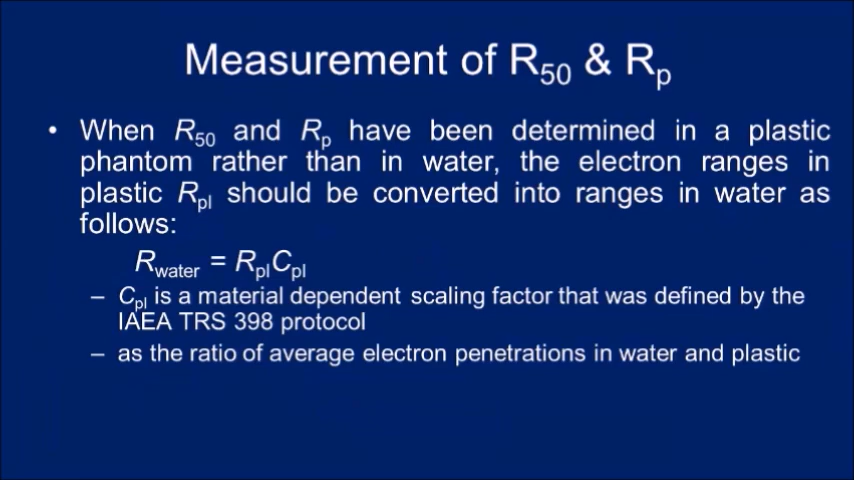 Measurement of R50 & Rp
• When R50 and Rp have been determined in a plastic
phantom rather than in water, the electron ranges in
plastic Rpl should be converted into ranges in water as
follows:
Rwater = RplCpl
– Cpl is a material dependent scaling factor that was defined by the
IAEA TRS 398 protocol
– as the ratio of average electron penetrations in water and plastic